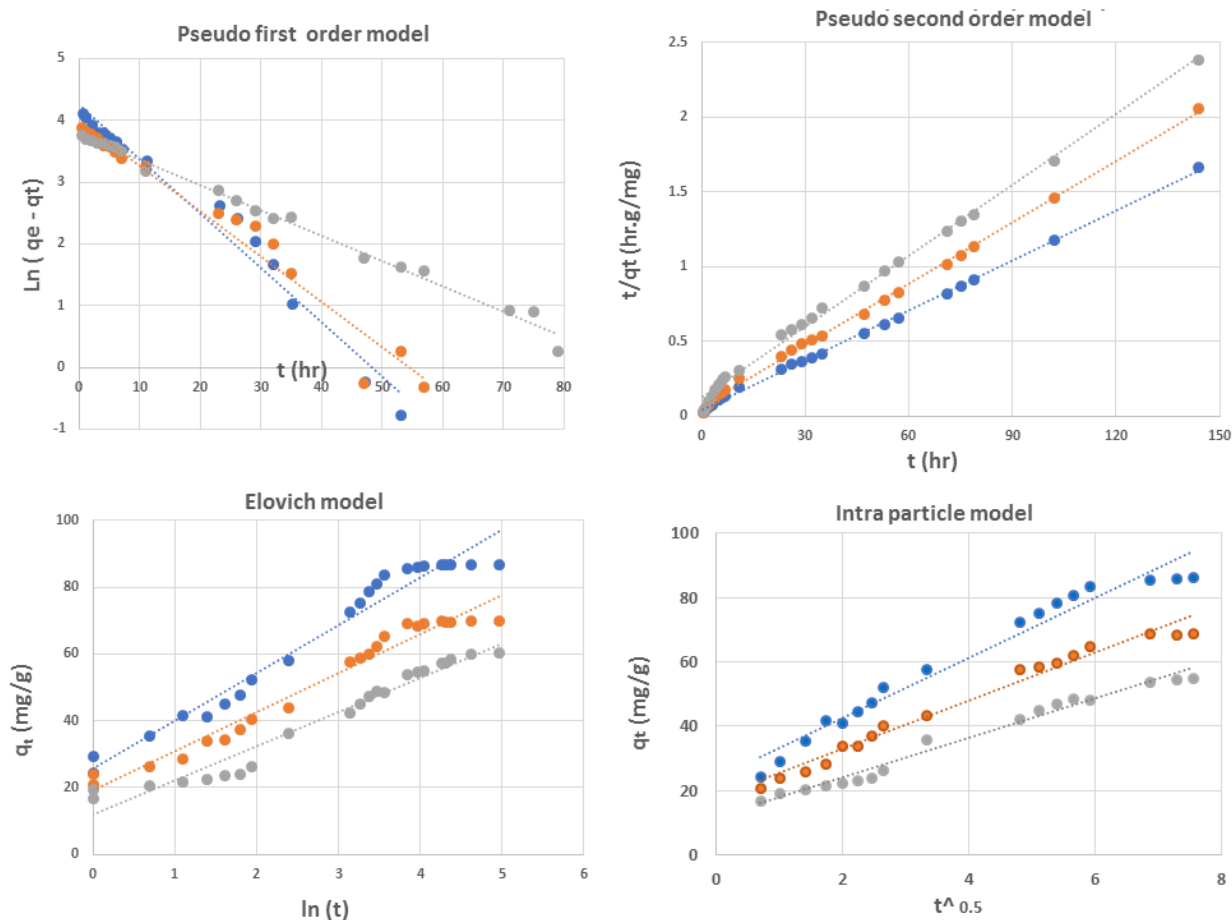 Pseudo first order model
5
4
3
2
1
0
-1
0 10 20 30 40 50 60 70 80
t (hr)
Ln ( qe - qt)
Pseudo second order model
2.5
2
1.5
1
0.5
0
0 30 60 90 120 150
t (hr)
t/qt (hr.g/mg)
Elovich model
100
80
60
40
20
0
0 1 2 3 4 5 6
ln (t)
qt (mg/g)
Intra particle model
100
80
60
40
20
0
0 2 4 6 8
t^ 0.5
qt (mg/g)